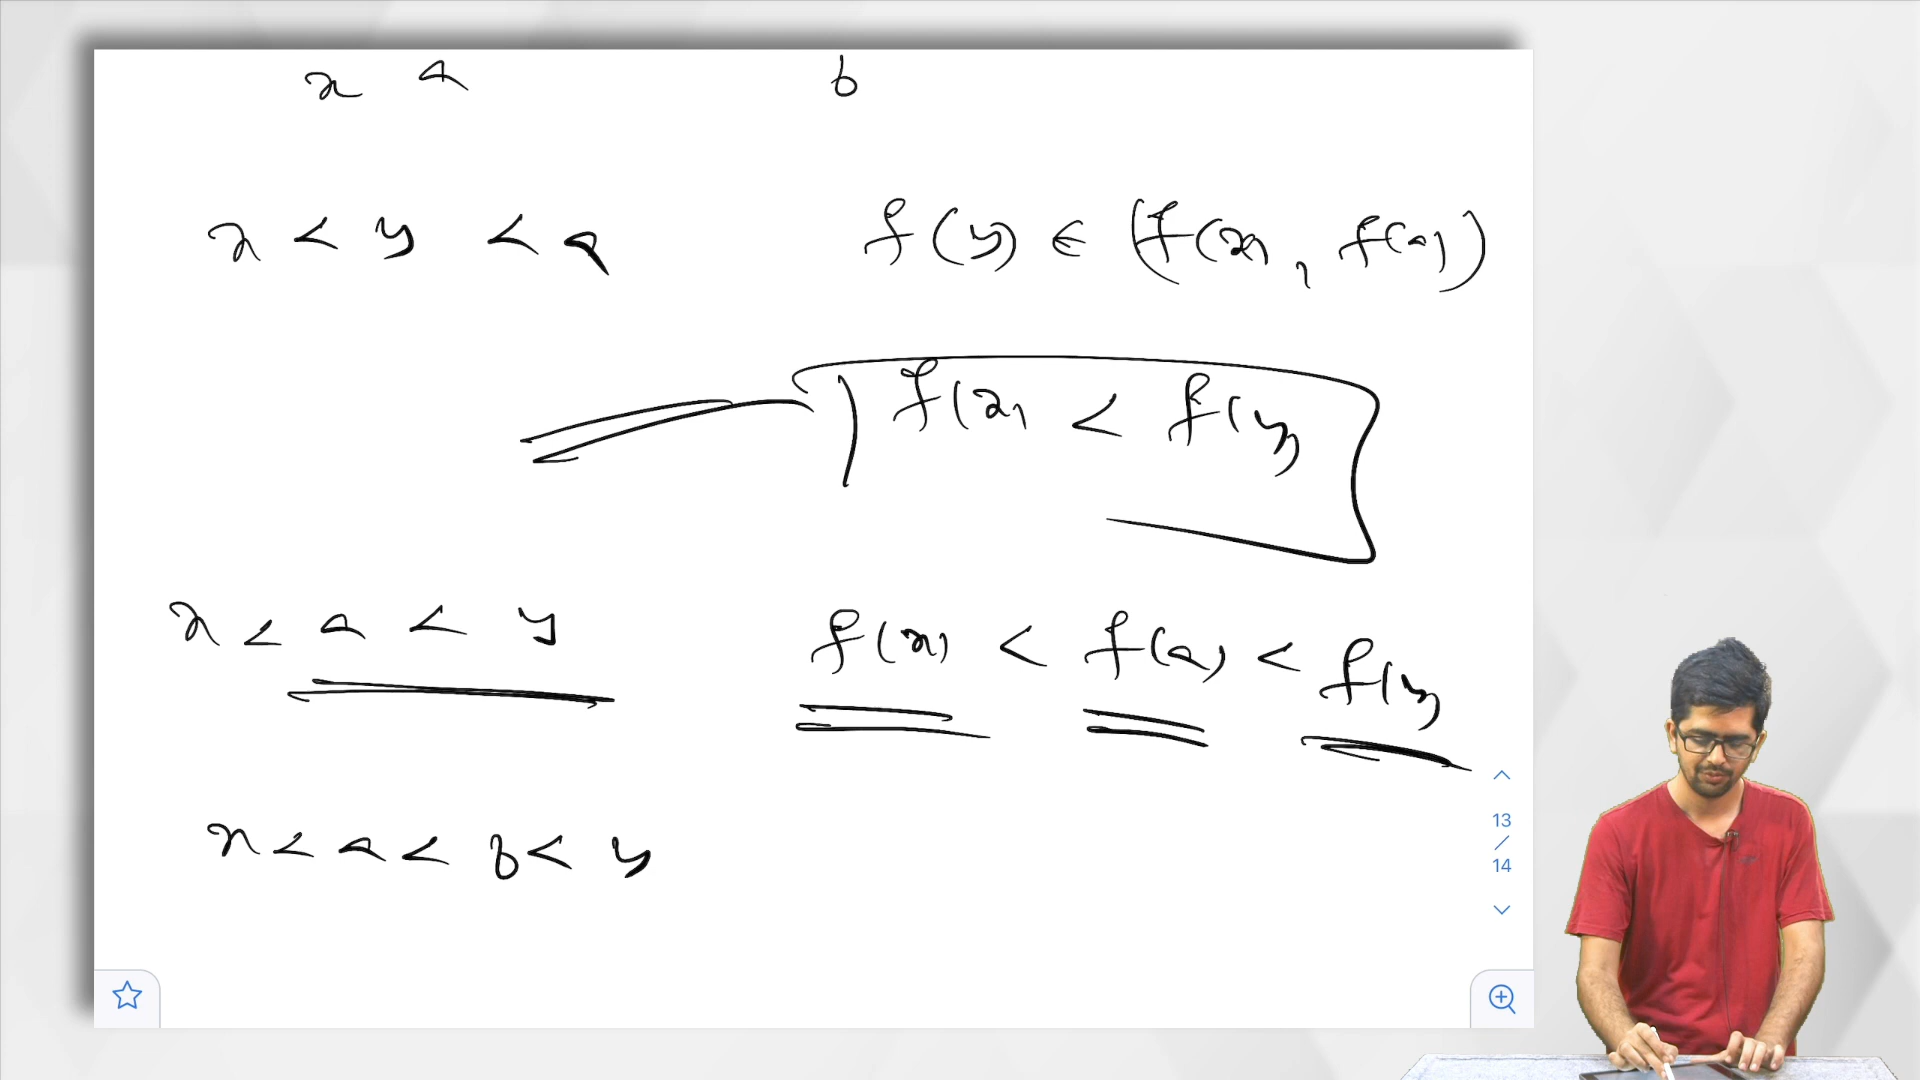 x a b
x < y < a f(y) ∈ (f(x), f(a))
f(x) < f(y)
x < a < y f(x) < f(a) < f(y)
x < a < b < y
13
/
14